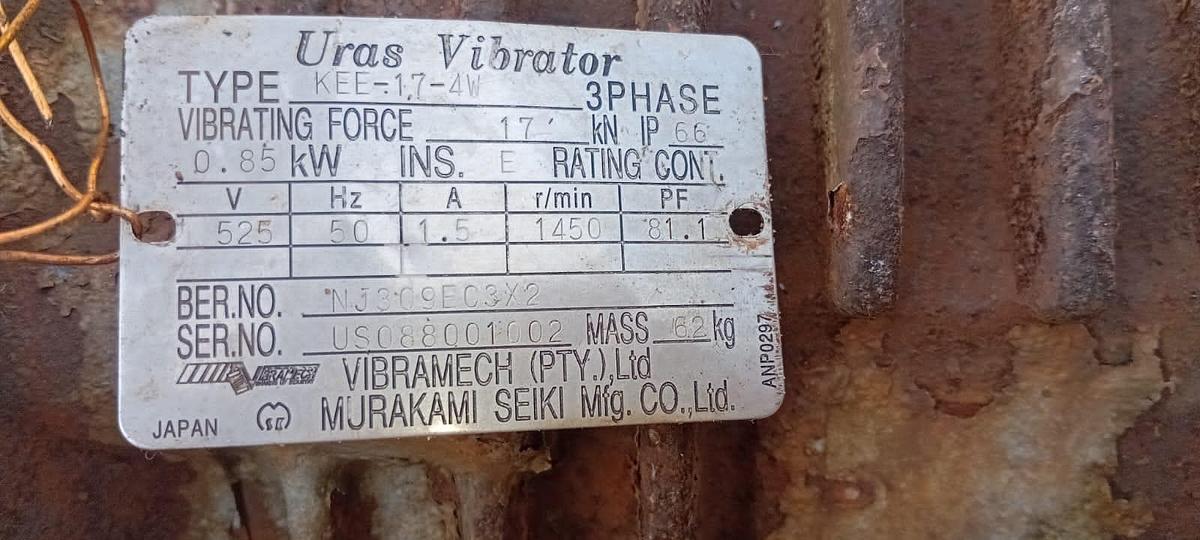 Uras Vibrator
TYPE KEE-17-4W 3PHASE
VIBRATING FORCE 17 kN IP 66
0.85 kW INS. E RATING CONT.
V Hz A r/min PF
525 50 1.5 1450 81.1
BER.NO. NJ309EC3X2
SER.NO. US088001002 MASS 62 kg
VIBRAMECH VIBRAMECH (PTY.),Ltd
JAPAN MURAKAMI SEIKI Mfg. CO.,Ltd.
ANP0297